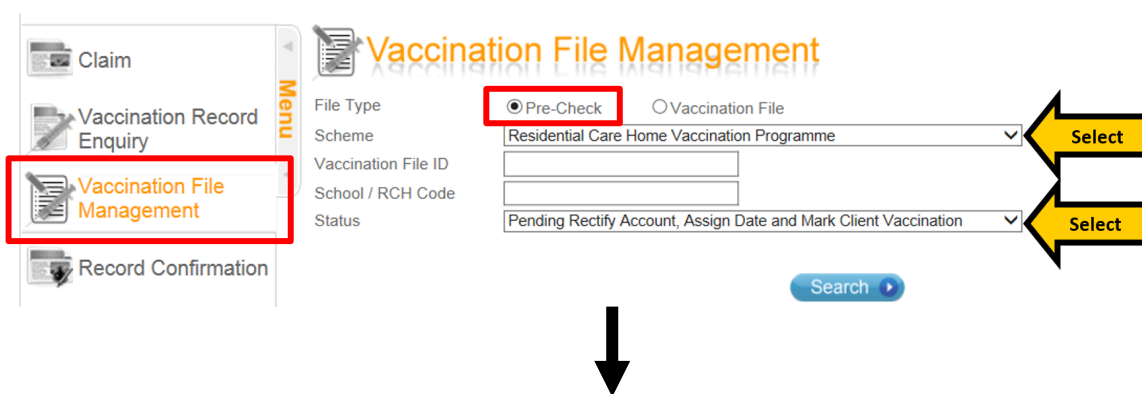 Claim
Vaccination Record
Enquiry
Vaccination File
Management
Record Confirmation
Menu
Vaccination File Management
File Type
Pre-Check
Vaccination File
Scheme
Residential Care Home Vaccination Programme
Select
Vaccination File ID
School / RCH Code
Status
Pending Rectify Account, Assign Date and Mark Client Vaccination
Select
Search